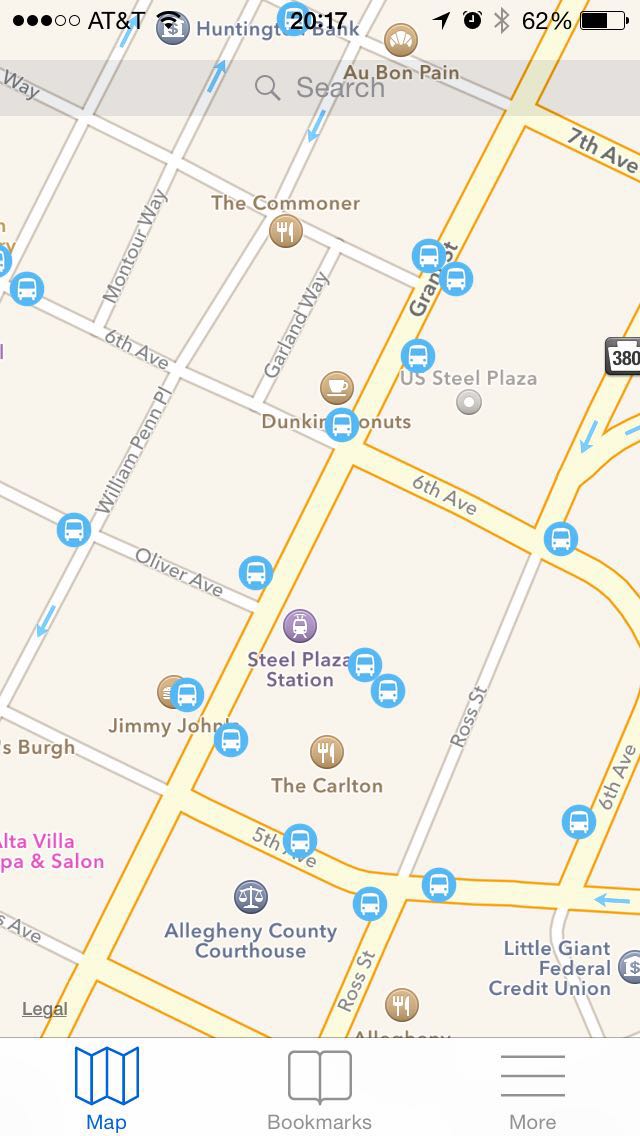 AT&T
20:17
62%
Huntington Bank
Au Bon Pain
Search
Way
7th Ave
The Commoner
Montour Way
Garland Way
Grant St
380
6th Ave
US Steel Plaza
Dunkin' Donuts
William Penn Pl
6th Ave
Oliver Ave
Steel Plaza
Station
Ross St
Jimmy John's
's Burgh
The Carlton
6th Ave
5th Ave
Alta Villa
pa & Salon
Allegheny County
Courthouse
s Ave
Little Giant
Federal
Credit Union
Ross St
Legal
Allegheny
Map
Bookmarks
More